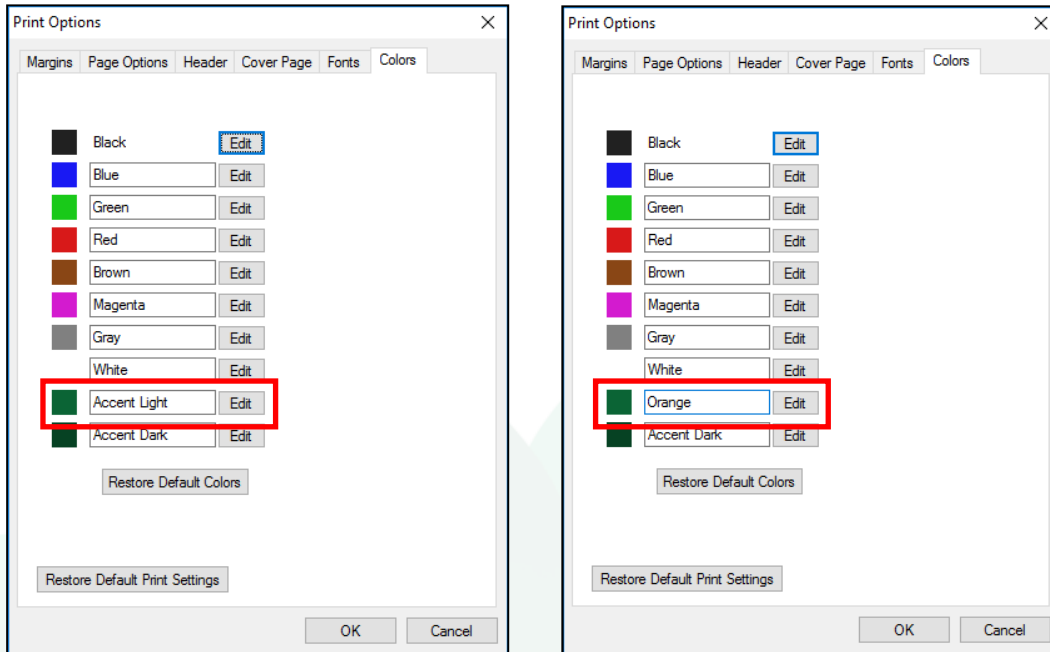 Print Options
Margins Page Options Header Cover Page Fonts Colors
Black Edit
Blue Edit
Green Edit
Red Edit
Brown Edit
Magenta Edit
Gray Edit
White Edit
Accent Light Edit
Accent Dark Edit
Restore Default Colors
Restore Default Print Settings
OK Cancel
Print Options
Margins Page Options Header Cover Page Fonts Colors
Black Edit
Blue Edit
Green Edit
Red Edit
Brown Edit
Magenta Edit
Gray Edit
White Edit
Orange Edit
Accent Dark Edit
Restore Default Colors
Restore Default Print Settings
OK Cancel